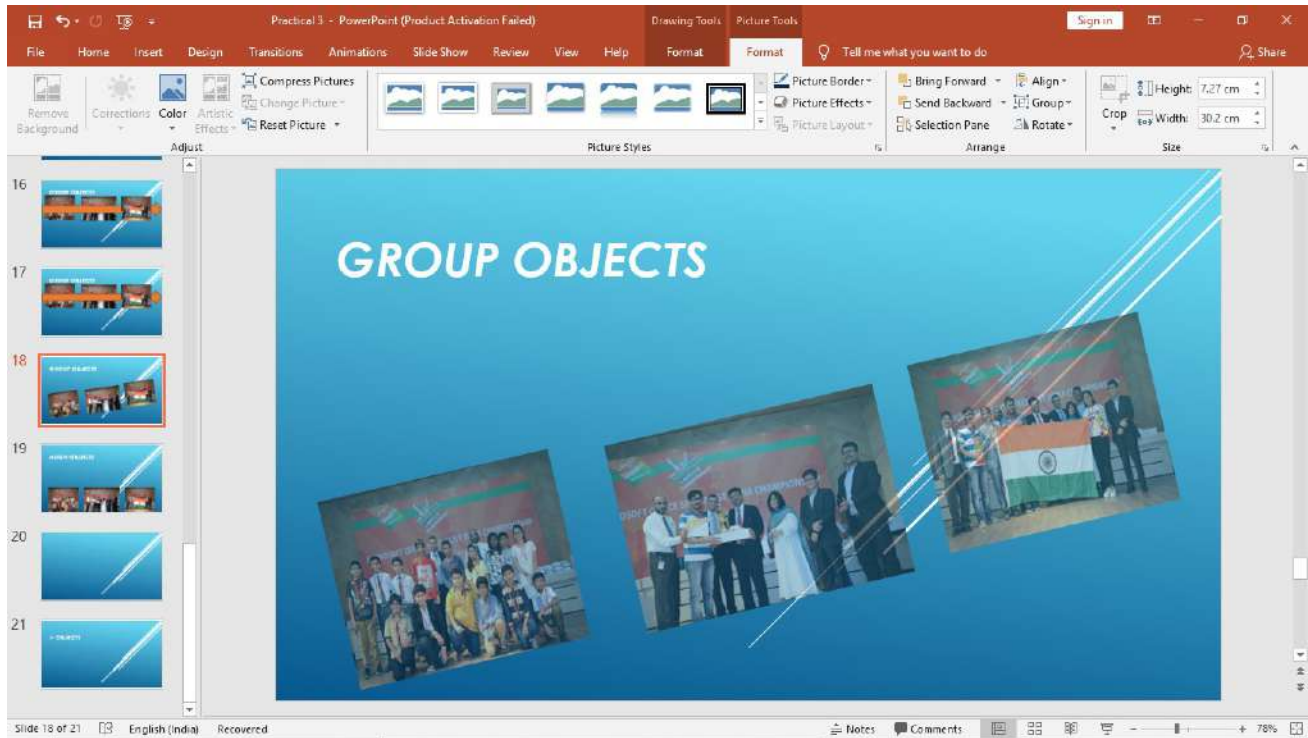 Practical 3 - PowerPoint (Product Activation Failed)
Drawing Tools
Picture Tools
Sign in
File
Home
Insert
Design
Transitions
Animations
Slide Show
Review
View
Help
Format
Format
Tell me what you want to do
Share
Remove Background
Corrections
Color
Artistic Effects
Compress Pictures
Change Picture
Reset Picture
Adjust
Picture Styles
Picture Border
Picture Effects
Picture Layout
Bring Forward
Send Backward
Selection Pane
Align
Group
Rotate
Arrange
Crop
Height: 7.27 cm
Width: 30.2 cm
Size
16
17
18
GROUP OBJECTS
19
20
21
GROUP OBJECTS
Slide 18 of 21
English (India)
Recovered
Notes
Comments
78%